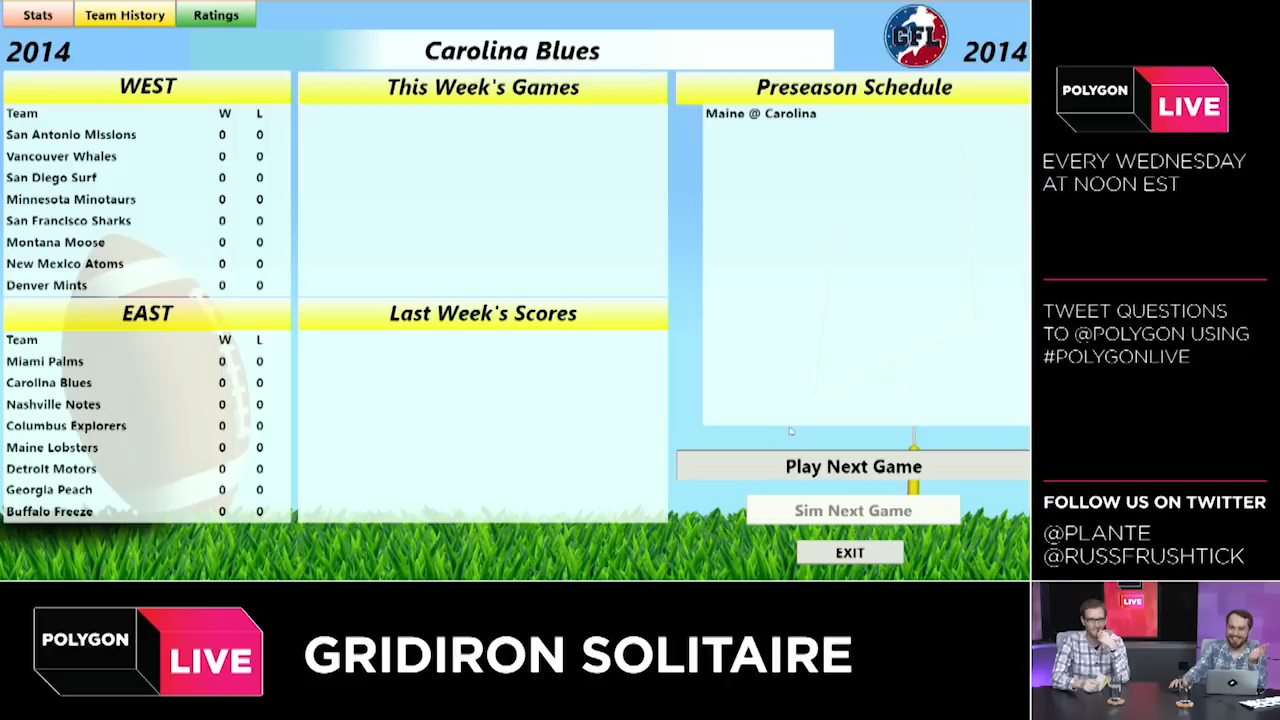 Stats Team History Ratings
2014 Carolina Blues GFL 2014
WEST
Team W L
San Antonio Missions 0 0
Vancouver Whales 0 0
San Diego Surf 0 0
Minnesota Minotaurs 0 0
San Francisco Sharks 0 0
Montana Moose 0 0
New Mexico Atoms 0 0
Denver Mints 0 0
EAST
Team W L
Miami Palms 0 0
Carolina Blues 0 0
Nashville Notes 0 0
Columbus Explorers 0 0
Maine Lobsters 0 0
Detroit Motors 0 0
Georgia Peach 0 0
Buffalo Freeze 0 0
This Week's Games
Last Week's Scores
Preseason Schedule
Maine @ Carolina
Play Next Game
Sim Next Game
EXIT
POLYGON
LIVE
EVERY WEDNESDAY
AT NOON EST
TWEET QUESTIONS
TO @POLYGON USING
#POLYGONLIVE
FOLLOW US ON TWITTER
@PLANTE
@RUSSFRUSHTICK
POLYGON
LIVE
GRIDIRON SOLITAIRE
LIVE